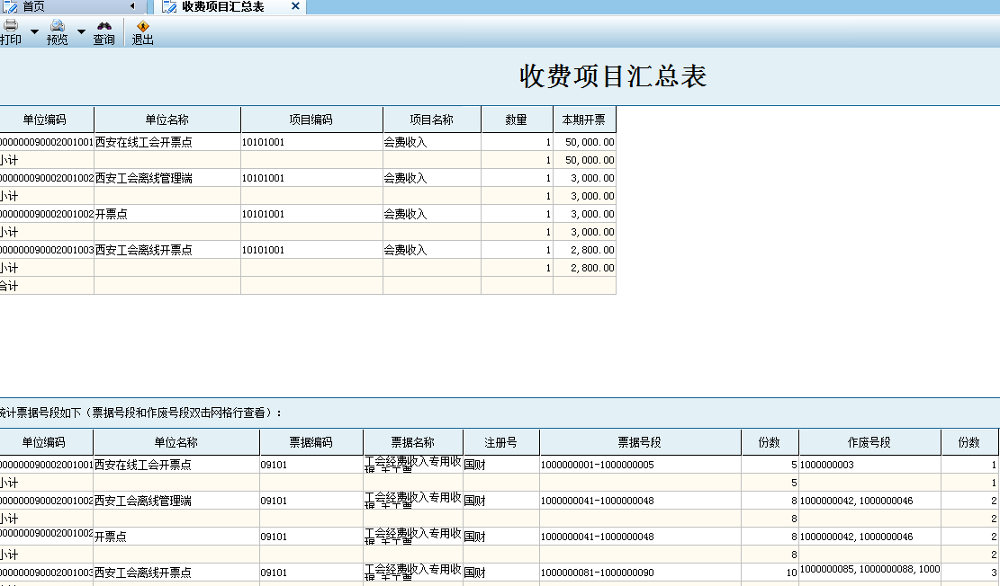 首页 收费项目汇总表
打印 预览 查询 退出
收费项目汇总表
单位编码 单位名称 项目编码 项目名称 数量 本期开票
000000090002001001 西安在线工会开票点 10101001 会费收入 1 50,000.00
小计 1 50,000.00
000000090002001002 西安工会离线管理端 10101001 会费收入 1 3,000.00
小计 1 3,000.00
000000090002001002 开票点 10101001 会费收入 1 3,000.00
小计 1 3,000.00
000000090002001003 西安工会离线开票点 10101001 会费收入 1 2,800.00
小计 1 2,800.00
合计
统计票据号段如下（票据号段和作废号段双击网格行查看）：
单位编码 单位名称 票据编码 票据名称 注册号 票据号段 份数 作废号段 份数
000000090002001001 西安在线工会开票点 09101 工会经费收入专用收 国财 1000000001-1000000005 5 1000000003 1
小计 5 1
000000090002001002 西安工会离线管理端 09101 工会经费收入专用收 国财 1000000041-1000000048 8 1000000042,1000000046 2
小计 8 2
000000090002001002 开票点 09101 工会经费收入专用收 国财 1000000041-1000000048 8 1000000042,1000000046 2
小计 8 2
000000090002001003 西安工会离线开票点 09101 工会经费收入专用收 国财 1000000081-1000000090 10 1000000085,1000000088,1000 3